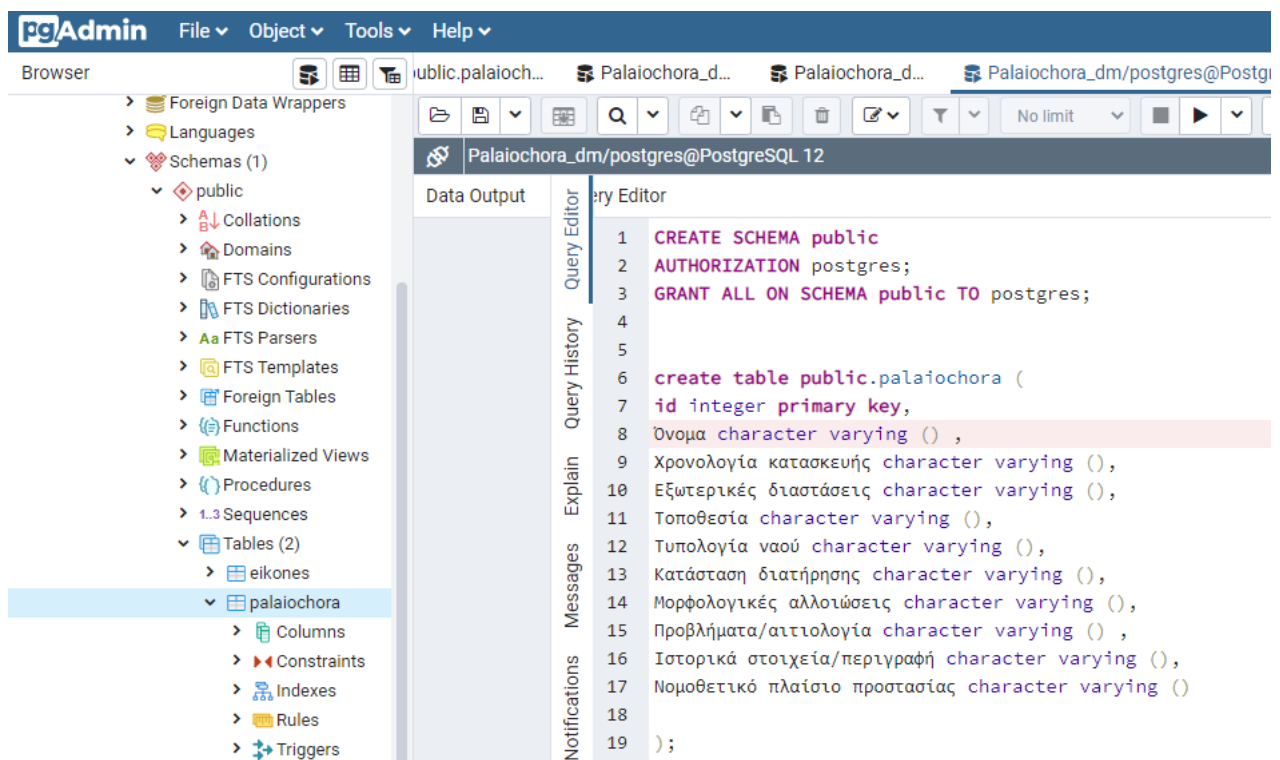 pgAdmin File Object Tools Help
Browser
public.palaioch... Palaiochora_d... Palaiochora_d... Palaiochora_dm/postgres@Postgr
No limit
Palaiochora_dm/postgres@PostgreSQL 12
Foreign Data Wrappers
Languages
Schemas (1)
public
Collations
Domains
FTS Configurations
FTS Dictionaries
Aa FTS Parsers
FTS Templates
Foreign Tables
Functions
Materialized Views
Procedures
1..3 Sequences
Tables (2)
eikones
palaiochora
Columns
Constraints
Indexes
Rules
Triggers
Data Output
Query Editor
Query History
Explain
Messages
Notifications
ery Editor
1 CREATE SCHEMA public
2 AUTHORIZATION postgres;
3 GRANT ALL ON SCHEMA public TO postgres;
4
5
6 create table public.palaiochora (
7 id integer primary key,
8 Όνομα character varying () ,
9 Χρονολογία κατασκευής character varying (),
10 Εξωτερικές διαστάσεις character varying (),
11 Τοποθεσία character varying (),
12 Τυπολογία ναού character varying (),
13 Κατάσταση διατήρησης character varying (),
14 Μορφολογικές αλλοιώσεις character varying (),
15 Προβλήματα/αιτιολογία character varying () ,
16 Ιστορικά στοιχεία/περιγραφή character varying (),
17 Νομοθετικό πλαίσιο προστασίας character varying ()
18
19 );